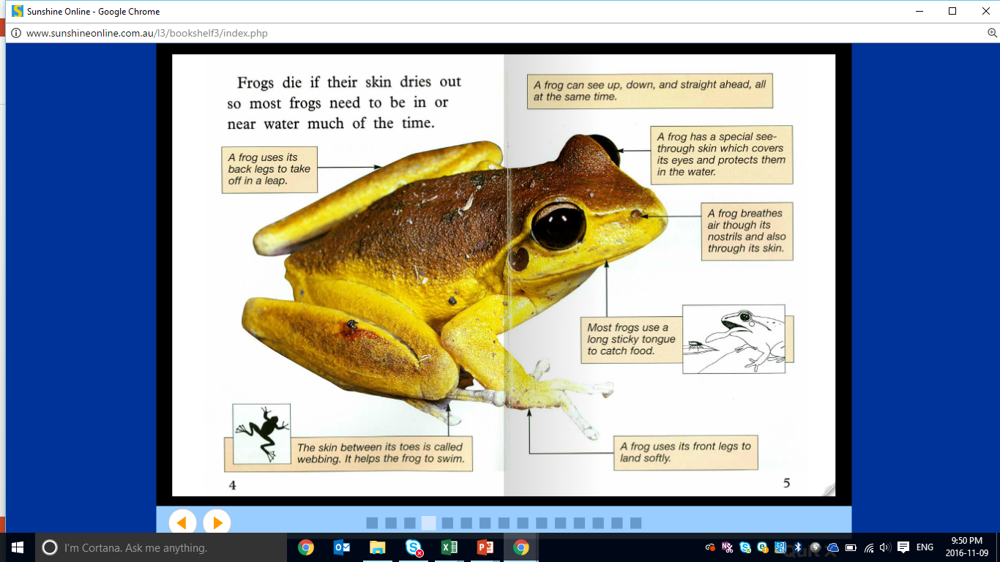 Sunshine Online - Google Chrome
www.sunshineonline.com.au/l3/bookshelf3/index.php
Frogs die if their skin dries out
so most frogs need to be in or
near water much of the time.
A frog can see up, down, and straight ahead, all
at the same time.
A frog uses its
back legs to take
off in a leap.
A frog has a special see-
through skin which covers
its eyes and protects them
in the water.
A frog breathes
air though its
nostrils and also
through its skin.
Most frogs use a
long sticky tongue
to catch food.
The skin between its toes is called
webbing. It helps the frog to swim.
A frog uses its front legs to
land softly.
4
5
Quit X
I'm Cortana. Ask me anything.
ENG
9:50 PM
2016-11-09